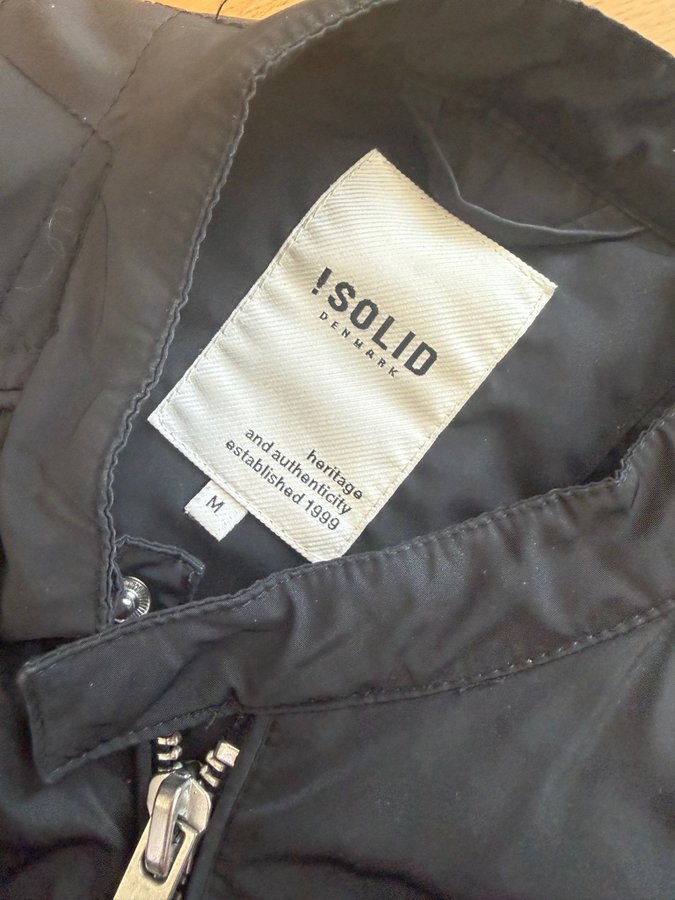 !SOLID
DENMARK
heritage
and authenticity
established 1999
M